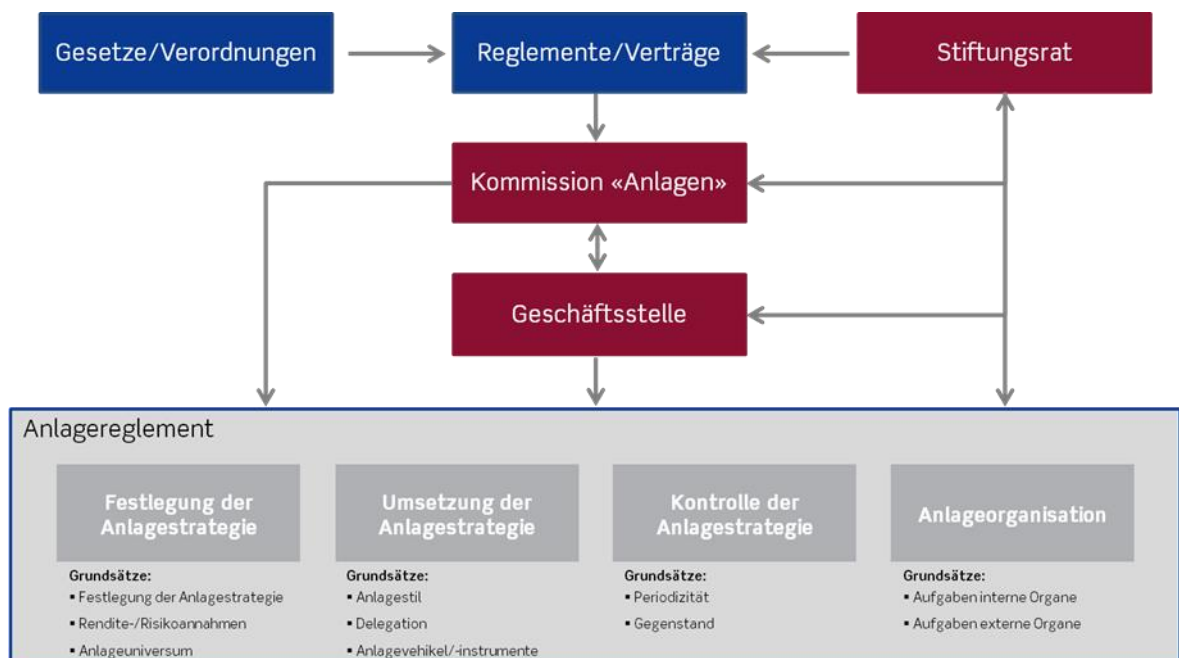 Gesetze/Verordnungen
Reglemente/Verträge
Stiftungsrat
Kommission «Anlagen»
Geschäftsstelle
Anlagereglement
Festlegung der
Anlagestrategie
Grundsätze:
▪ Festlegung der Anlagestrategie
▪ Rendite-/Risikoannahmen
▪ Anlageuniversum
Umsetzung der
Anlagestrategie
Grundsätze:
▪ Anlagestil
▪ Delegation
▪ Anlagevehikel/-instrumente
Kontrolle der
Anlagestrategie
Grundsätze:
▪ Periodizität
▪ Gegenstand
Anlageorganisation
Grundsätze:
▪ Aufgaben interne Organe
▪ Aufgaben externe Organe